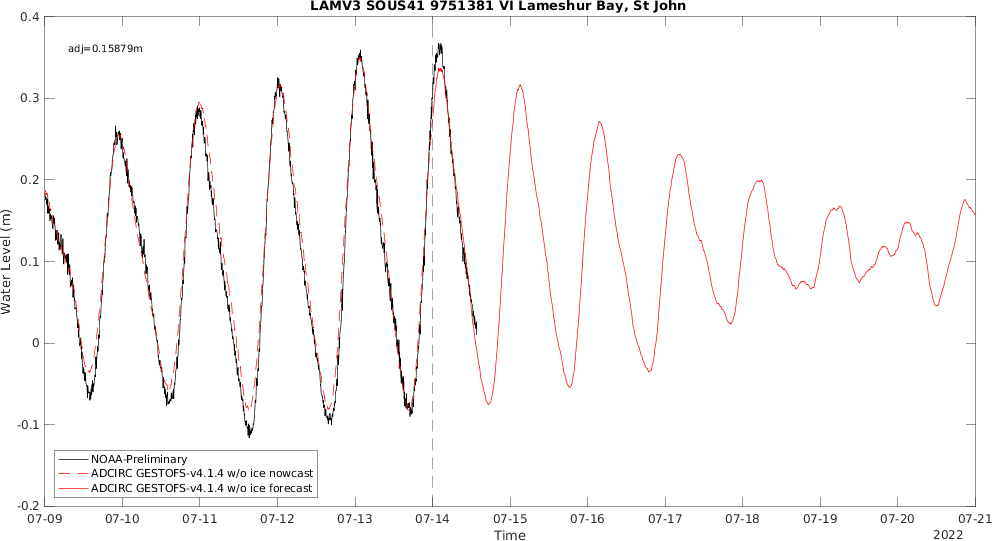 LAMV3 SOUS41 9751381 VI Lameshur Bay, St John
adj=0.15879m
0.4
0.3
0.2
0.1
0
-0.1
-0.2
Water Level (m)
NOAA-Preliminary
ADCIRC GESTOFS-v4.1.4 w/o ice nowcast
ADCIRC GESTOFS-v4.1.4 w/o ice forecast
07-09 07-10 07-11 07-12 07-13 07-14 07-15 07-16 07-17 07-18 07-19 07-20 07-21
Time
2022